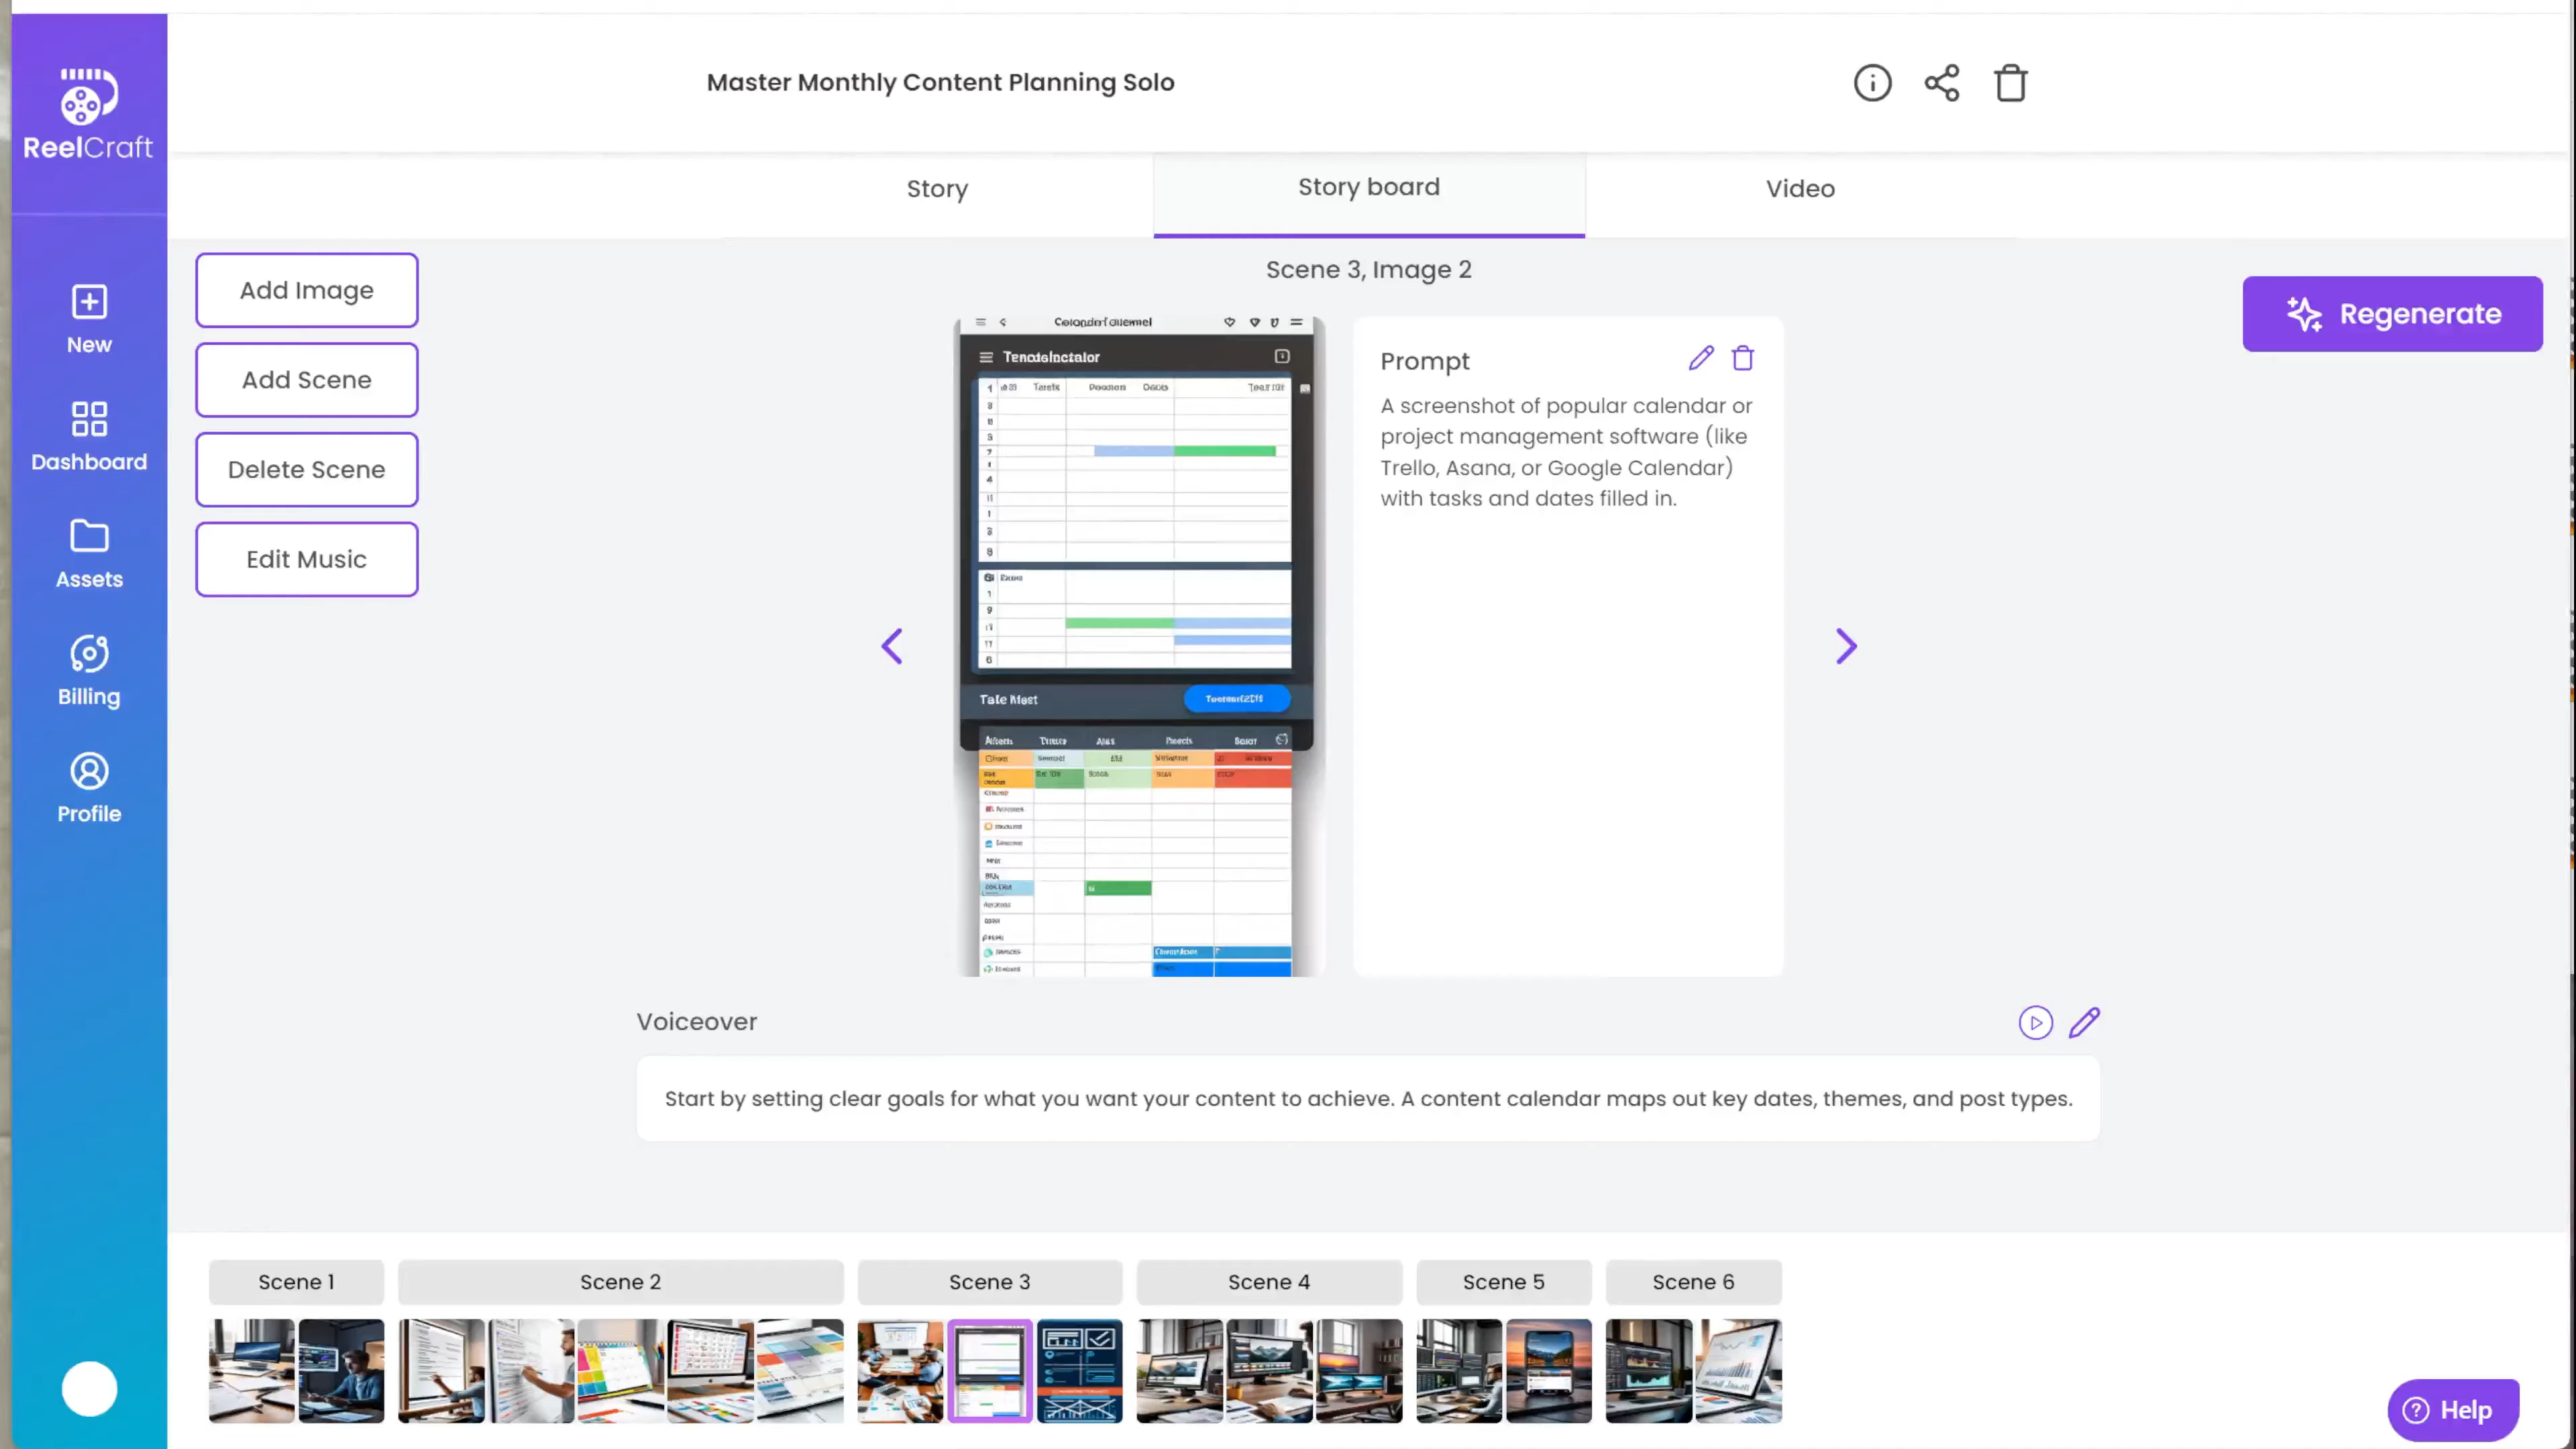 ReelCraft
Master Monthly Content Planning Solo
Story
Story board
Video
New
Dashboard
Assets
Billing
Profile
Add Image
Add Scene
Delete Scene
Edit Music
Scene 3, Image 2
Regenerate
Tendelnctalor
Tale Mest
Prompt
A screenshot of popular calendar or
project management software (like
Trello, Asana, or Google Calendar)
with tasks and dates filled in.
Voiceover
Start by setting clear goals for what you want your content to achieve. A content calendar maps out key dates, themes, and post types.
Scene 1
Scene 2
Scene 3
Scene 4
Scene 5
Scene 6
Help